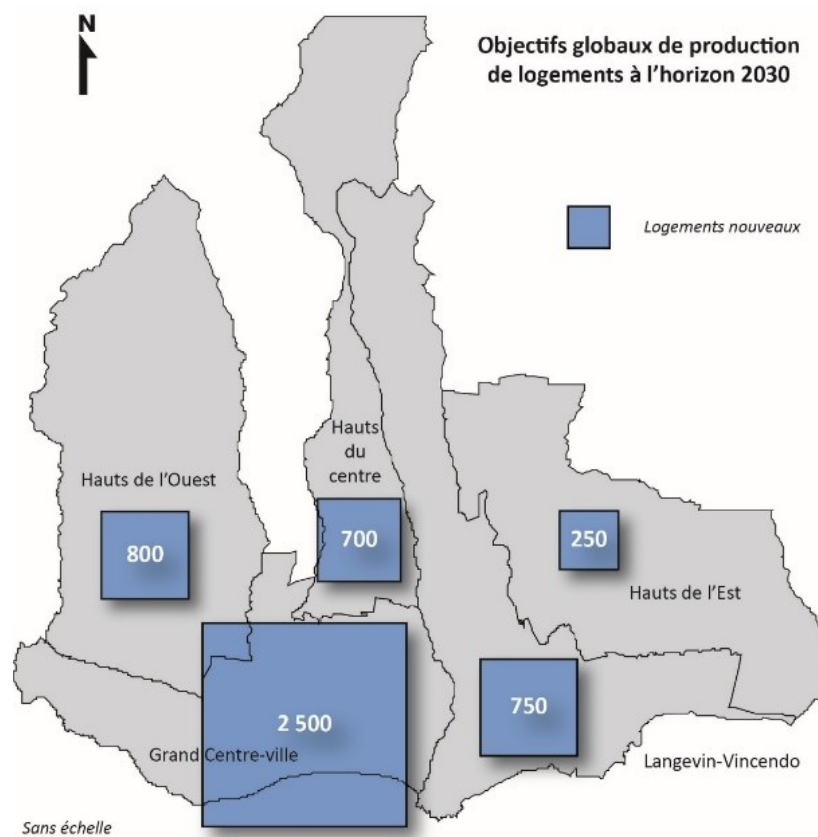 N
Objectifs globaux de production
de logements à l'horizon 2030
Logements nouveaux
Hauts
du
centre
Hauts de l'Ouest
800
700
250
Hauts de l'Est
2 500
750
Grand Centre-ville
Langevin-Vincendo
Sans échelle